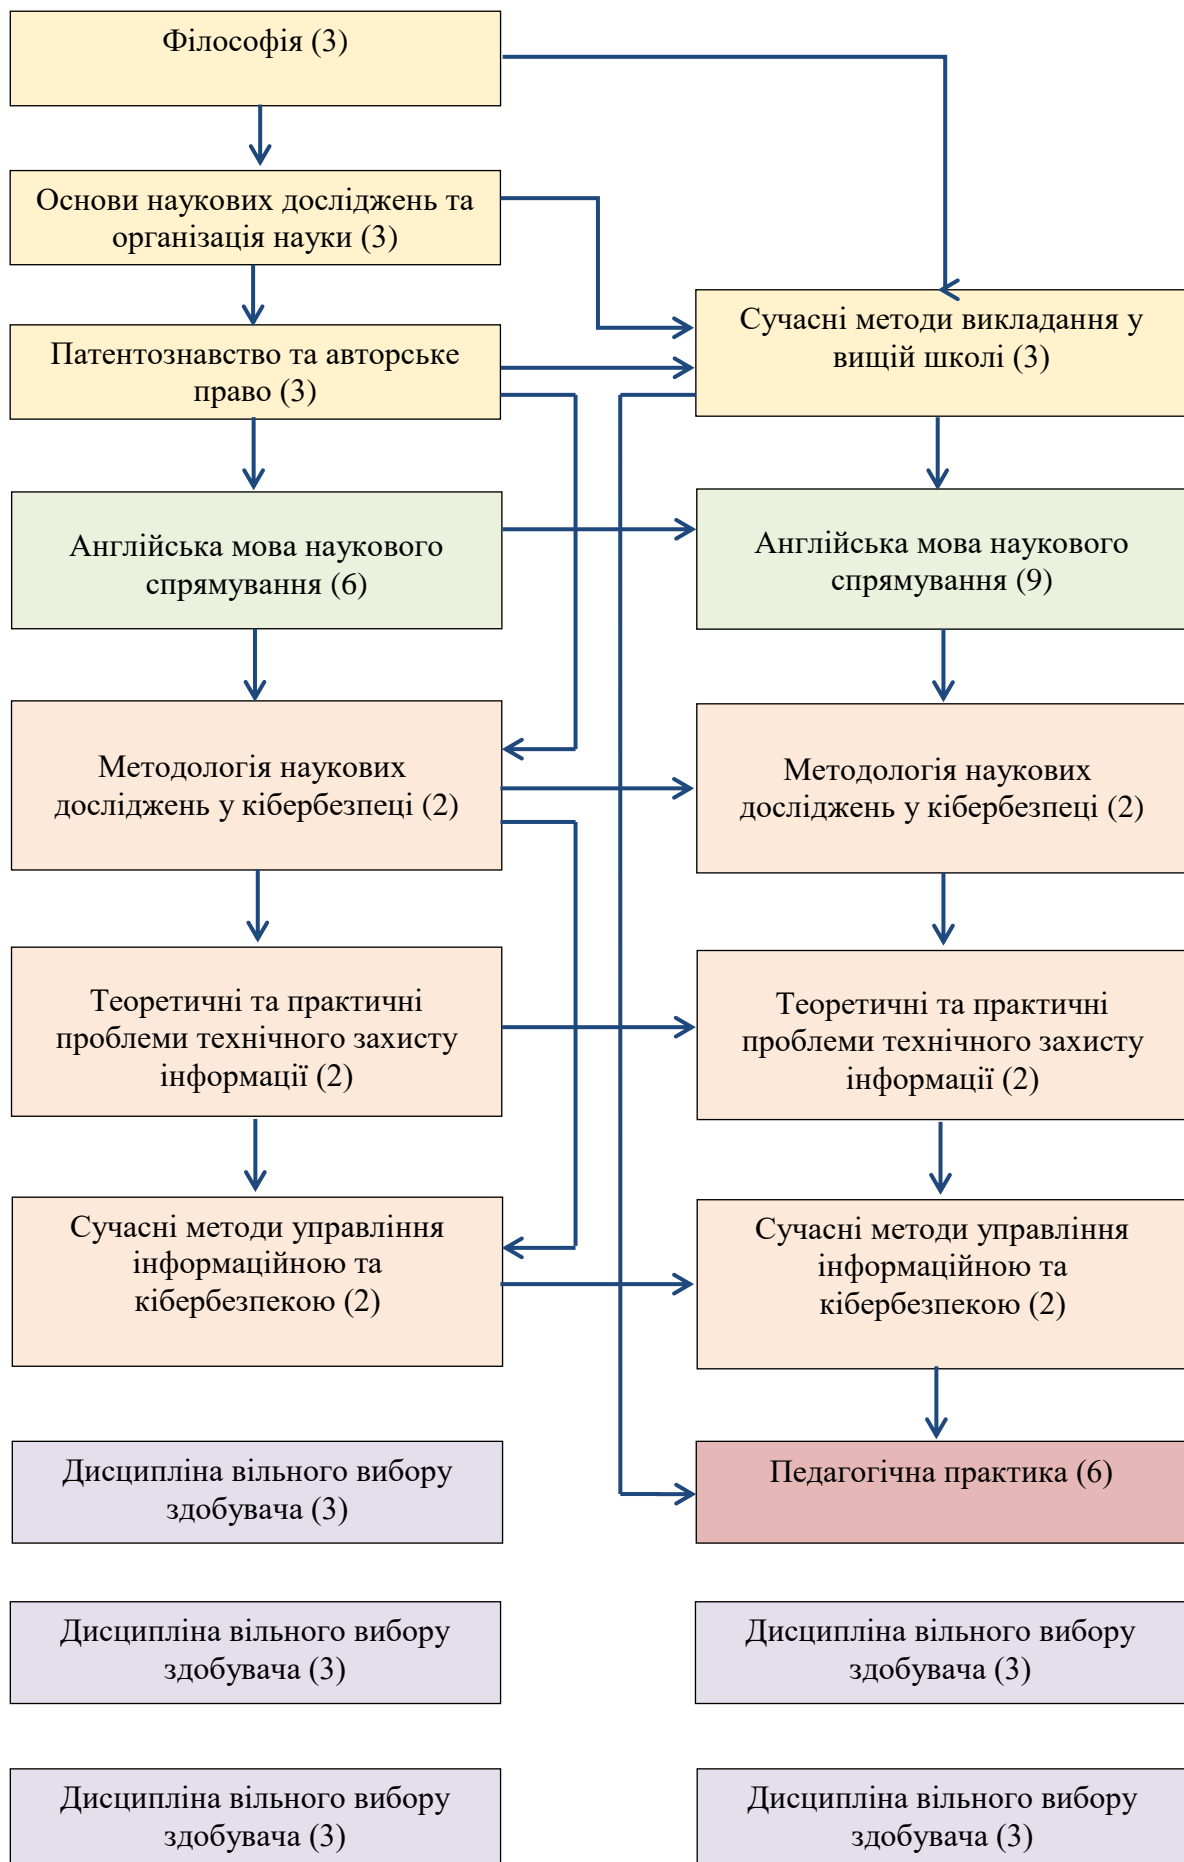 Філософія (3)
Основи наукових досліджень та
організація науки (3)
Патентознавство та авторське
право (3)
Сучасні методи викладання у
вищій школі (3)
Англійська мова наукового
спрямування (6)
Англійська мова наукового
спрямування (9)
Методологія наукових
досліджень у кібербезпеці (2)
Методологія наукових
досліджень у кібербезпеці (2)
Теоретичні та практичні
проблеми технічного захисту
інформації (2)
Теоретичні та практичні
проблеми технічного захисту
інформації (2)
Сучасні методи управління
інформаційною та
кібербезпекою (2)
Сучасні методи управління
інформаційною та
кібербезпекою (2)
Дисципліна вільного вибору
здобувача (3)
Педагогічна практика (6)
Дисципліна вільного вибору
здобувача (3)
Дисципліна вільного вибору
здобувача (3)
Дисципліна вільного вибору
здобувача (3)
Дисципліна вільного вибору
здобувача (3)